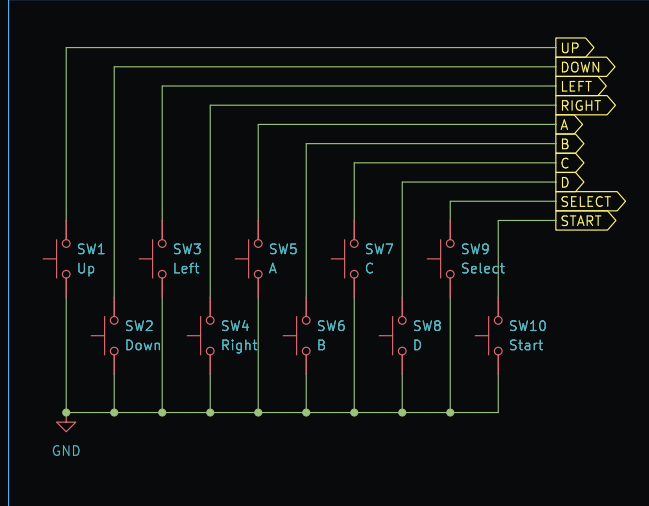 UP
DOWN
LEFT
RIGHT
A
B
C
D
SELECT
START
SW1
Up
SW3
Left
SW5
A
SW7
C
SW9
Select
SW2
Down
SW4
Right
SW6
B
SW8
D
SW10
Start
GND